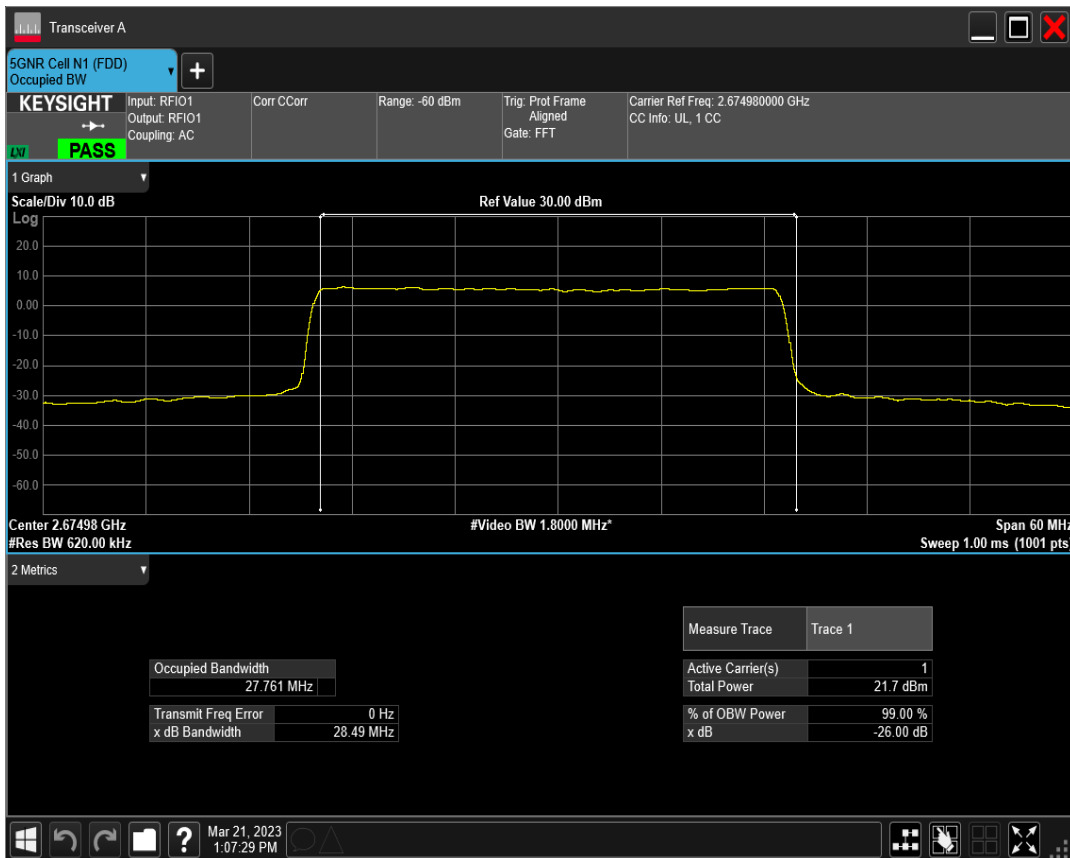 Transceiver A
5GNR Cell N1 (FDD)
Occupied BW
KEYSIGHT
LXI
PASS
Input: RFIO1
Output: RFIO1
Coupling: AC
Corr CCorr
Range: -60 dBm
Trig: Prot Frame
Aligned
Gate: FFT
Carrier Ref Freq: 2.674980000 GHz
CC Info: UL, 1 CC
1 Graph
Scale/Div 10.0 dB
Ref Value 30.00 dBm
Log
20.0
10.0
0.00
-10.0
-20.0
-30.0
-40.0
-50.0
-60.0
Center 2.67498 GHz
#Video BW 1.8000 MHz*
Span 60 MHz
#Res BW 620.00 kHz
Sweep 1.00 ms (1001 pts)
2 Metrics
Measure Trace Trace 1
Occupied Bandwidth
27.761 MHz
Active Carrier(s) 1
Total Power 21.7 dBm
Transmit Freq Error 0 Hz
x dB Bandwidth 28.49 MHz
% of OBW Power 99.00 %
x dB -26.00 dB
?
Mar 21, 2023
1:07:29 PM